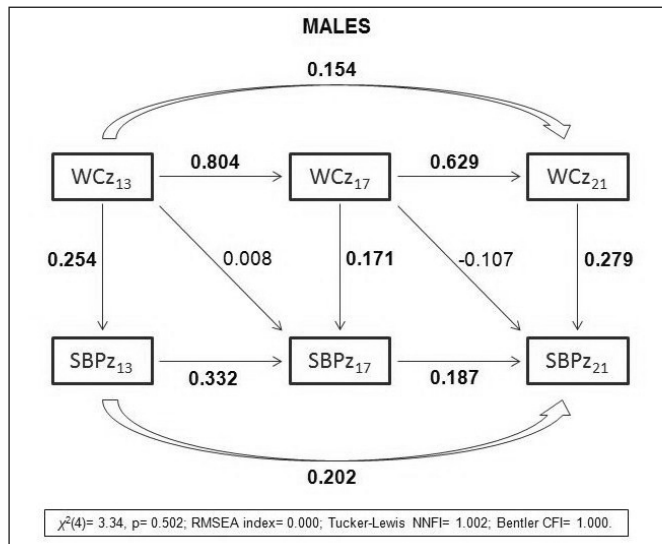 MALES
0.154
WCz₁₃ 0.804 WCz₁₇ 0.629 WCz₂₁
0.254 0.008 0.171 -0.107 0.279
SBPz₁₃ 0.332 SBPz₁₇ 0.187 SBPz₂₁
0.202
χ²(4)= 3.34, p= 0.502; RMSEA index= 0.000; Tucker-Lewis NNFI= 1.002; Bentler CFI= 1.000.